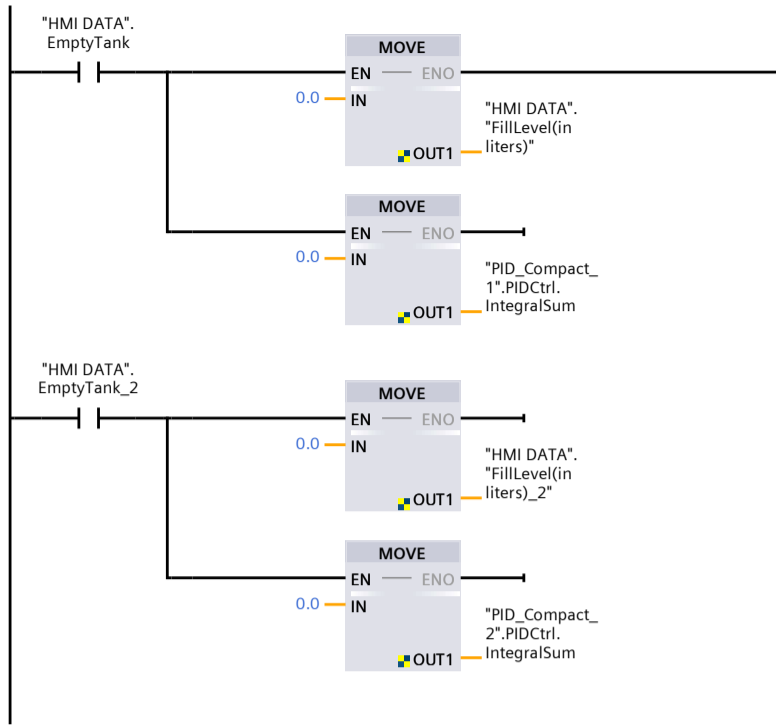 "HMI DATA".
EmptyTank
MOVE
EN
ENO
0.0
IN
OUT1
"HMI DATA".
"FillLevel(in
liters)"
MOVE
EN
ENO
0.0
IN
OUT1
"PID_Compact_
1".PIDCtrl.
IntegralSum
"HMI DATA".
EmptyTank_2
MOVE
EN
ENO
0.0
IN
OUT1
"HMI DATA".
"FillLevel(in
liters)_2"
MOVE
EN
ENO
0.0
IN
OUT1
"PID_Compact_
2".PIDCtrl.
IntegralSum